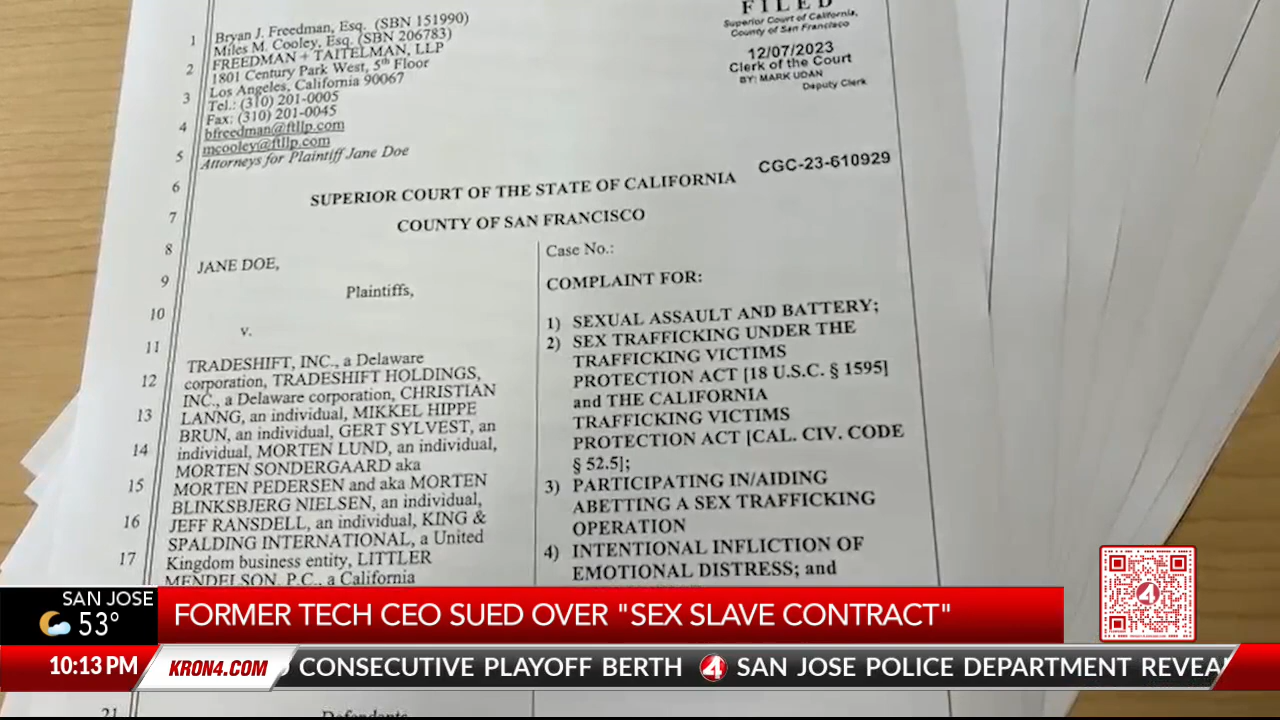 1 Bryan J. Freedman, Esq. (SBN 151990)
Miles M. Cooley, Esq. (SBN 206783)
2 FREEDMAN + TAITELMAN, LLP
1801 Century Park West, 5th Floor
3 Los Angeles, California 90067
Tel.: (310) 201-0005
4 Fax: (310) 201-0045
bfreedman@ftllp.com
5 mcooley@ftllp.com
Attorneys for Plaintiff Jane Doe
FILED
Superior Court of California,
County of San Francisco
12/07/2023
Clerk of the Court
BY: MARK UDAN
Deputy Clerk
CGC-23-610929
6 SUPERIOR COURT OF THE STATE OF CALIFORNIA
7 COUNTY OF SAN FRANCISCO
8 JANE DOE,
9 Plaintiffs,
10 v.
11 TRADESHIFT, INC., a Delaware
12 corporation, TRADESHIFT HOLDINGS,
INC., a Delaware corporation, CHRISTIAN
13 LANNG, an individual, MIKKEL HIPPE
BRUN, an individual, GERT SYLVEST, an
14 individual, MORTEN LUND, an individual,
MORTEN SONDERGAARD aka
15 MORTEN PEDERSEN and aka MORTEN
BLINKSBJERG NIELSEN, an individual,
16 JEFF RANSDELL, an individual, KING &
SPALDING INTERNATIONAL, a United
17 Kingdom business entity, LITTLER
MENDELSON, P.C., a California
Case No.:
COMPLAINT FOR:
1) SEXUAL ASSAULT AND BATTERY;
2) SEX TRAFFICKING UNDER THE
TRAFFICKING VICTIMS
PROTECTION ACT [18 U.S.C. § 1595]
and THE CALIFORNIA
TRAFFICKING VICTIMS
PROTECTION ACT [CAL. CIV. CODE
§ 52.5];
3) PARTICIPATING IN/AIDING
ABETTING A SEX TRAFFICKING
OPERATION
4) INTENTIONAL INFLICTION OF
EMOTIONAL DISTRESS; and
SAN JOSE
53°
FORMER TECH CEO SUED OVER "SEX SLAVE CONTRACT"
4
10:13 PM
KRON4.COM
CONSECUTIVE PLAYOFF BERTH 4 SAN JOSE POLICE DEPARTMENT REVEA
21
Defendants